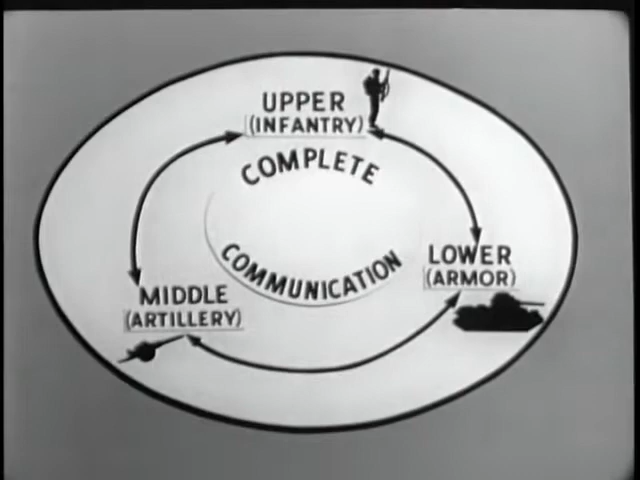 UPPER
(INFANTRY)
COMPLETE
COMMUNICATION
LOWER
(ARMOR)
MIDDLE
(ARTILLERY)